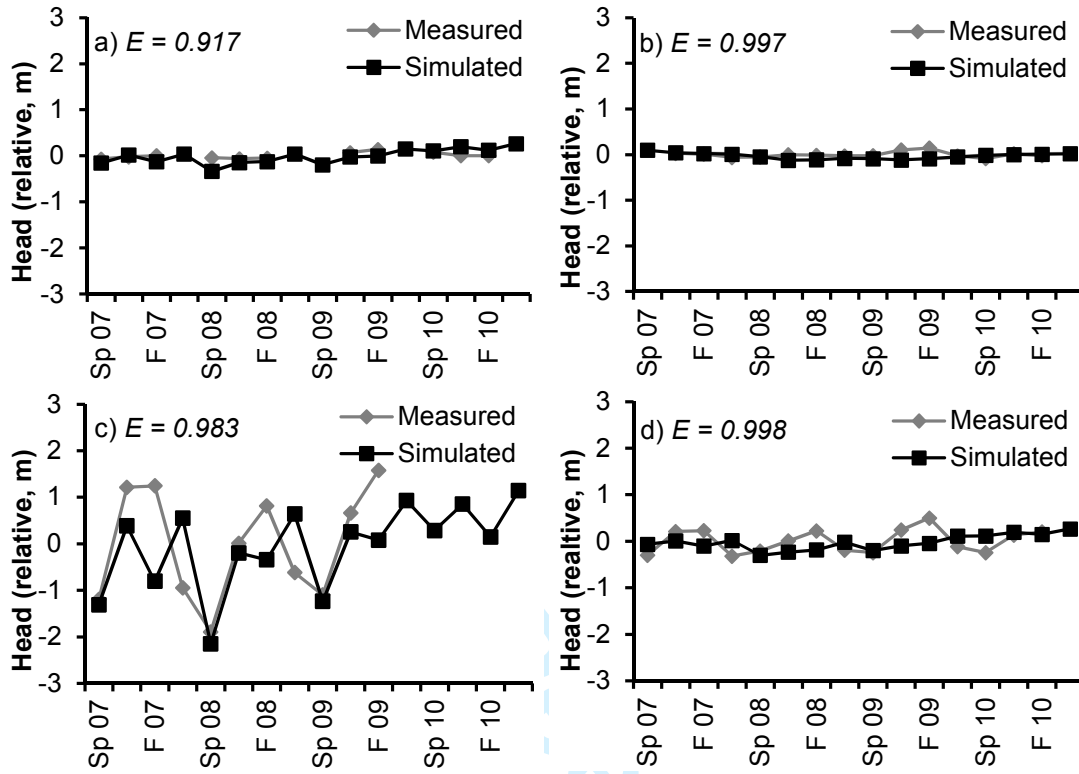 a) E = 0.917
Measured
Simulated
Head (relative, m)
3
2
1
0
-1
-2
-3
Sp 07
F 07
Sp 08
F 08
Sp 09
F 09
Sp 10
F 10
b) E = 0.997
Measured
Simulated
Head (relative, m)
3
2
1
0
-1
-2
-3
Sp 07
F 07
Sp 08
F 08
Sp 09
F 09
Sp 10
F 10
c) E = 0.983
Measured
Simulated
Head (relative, m)
3
2
1
0
-1
-2
-3
Sp 07
F 07
Sp 08
F 08
Sp 09
F 09
Sp 10
F 10
d) E = 0.998
Measured
Simulated
Head (realtive, m)
3
2
1
0
-1
-2
-3
Sp 07
F 07
Sp 08
F 08
Sp 09
F 09
Sp 10
F 10